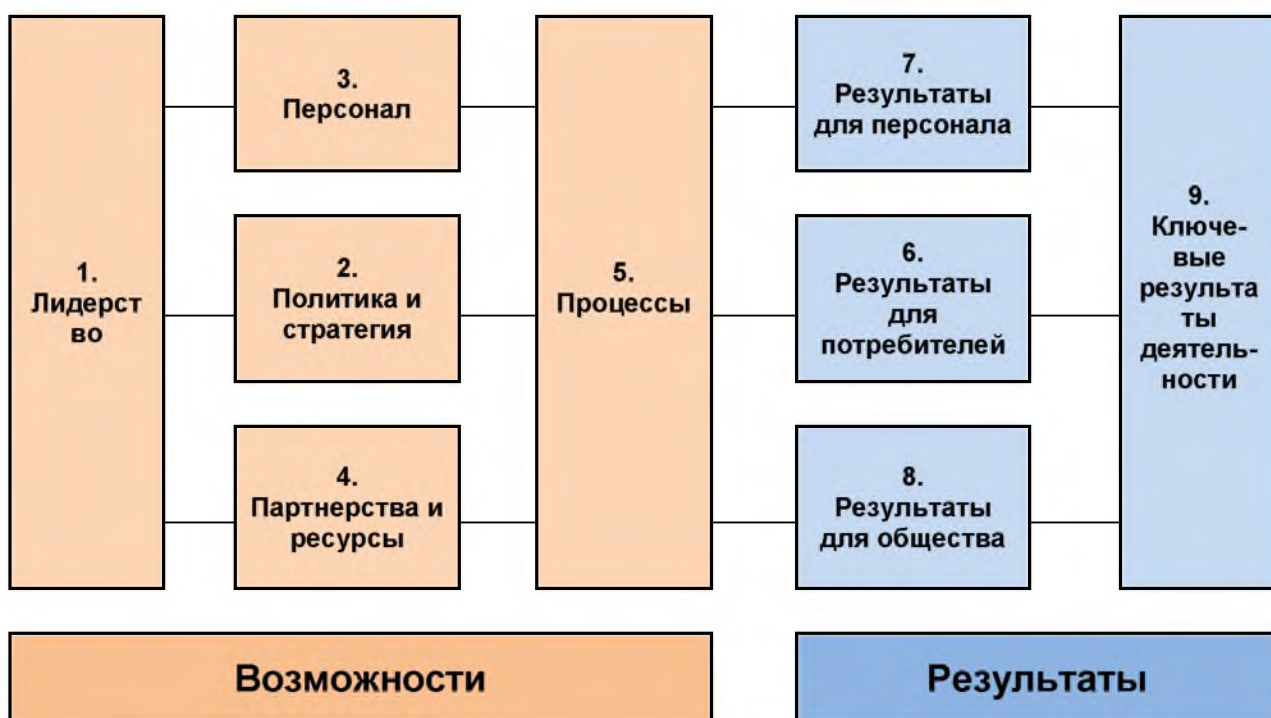 1.
Лидерст
во
3.
Персонал
2.
Политика и
стратегия
4.
Партнерства и
ресурсы
5.
Процессы
7.
Результаты
для персонала
6.
Результаты
для
потребителей
8.
Результаты
для общества
9.
Ключе-
вые
результа
ты
деятель-
ности
Возможности
Результаты